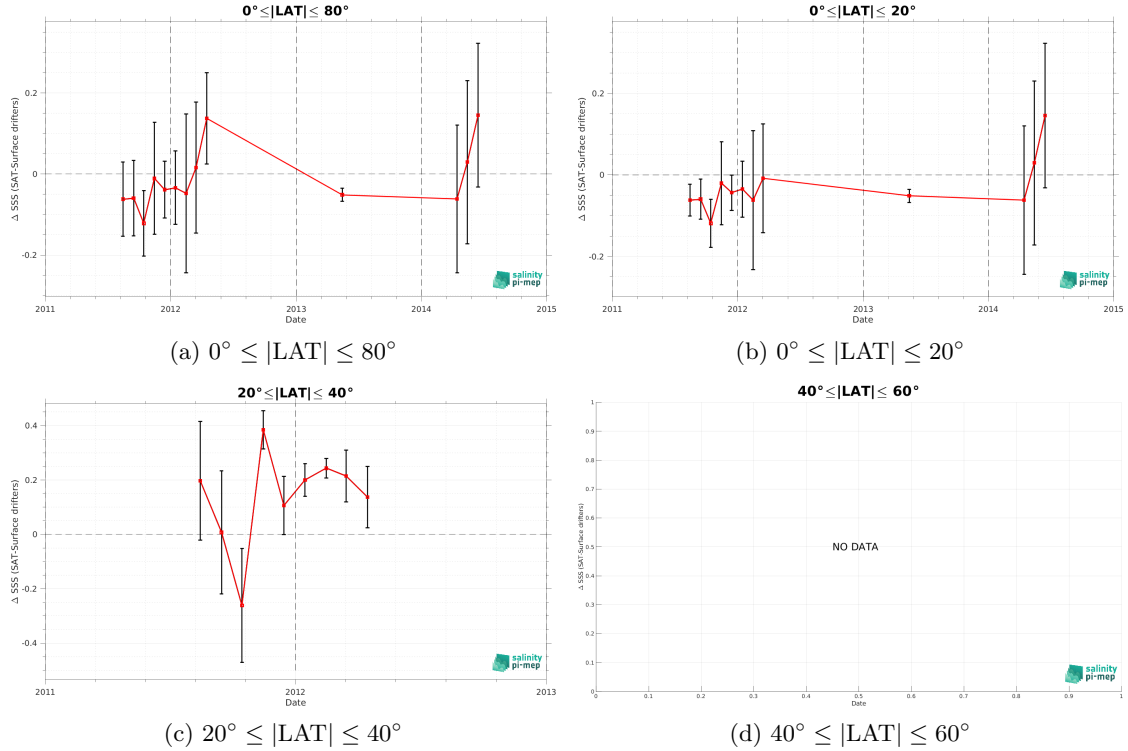 0°≤|LAT|≤ 80°
Δ SSS (SAT-Surface drifters)
0.2
0
-0.2
2011
2012
2013
2014
2015
Date
salinity
pi-mep
(a) 0° ≤ |LAT| ≤ 80°
0°≤|LAT|≤ 20°
Δ SSS (SAT-Surface drifters)
0.2
0
-0.2
2011
2012
2013
2014
2015
Date
salinity
pi-mep
(b) 0° ≤ |LAT| ≤ 20°
20°≤|LAT|≤ 40°
Δ SSS (SAT-Surface drifters)
0.4
0.2
0
-0.2
-0.4
2011
2012
2013
Date
salinity
pi-mep
(c) 20° ≤ |LAT| ≤ 40°
40°≤|LAT|≤ 60°
Δ SSS (SAT-Surface drifters)
1
0.9
0.8
0.7
0.6
0.5
0.4
0.3
0.2
0.1
0
NO DATA
0
0.1
0.2
0.3
0.4
0.5
0.6
0.7
0.8
0.9
1
Date
salinity
pi-mep
(d) 40° ≤ |LAT| ≤ 60°